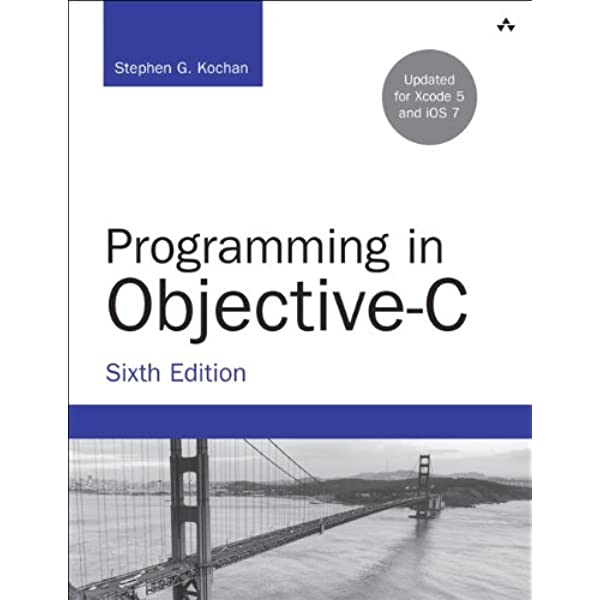 Stephen G. Kochan
Updated
for Xcode 5
and iOS 7
Programming in
Objective-C
Sixth Edition